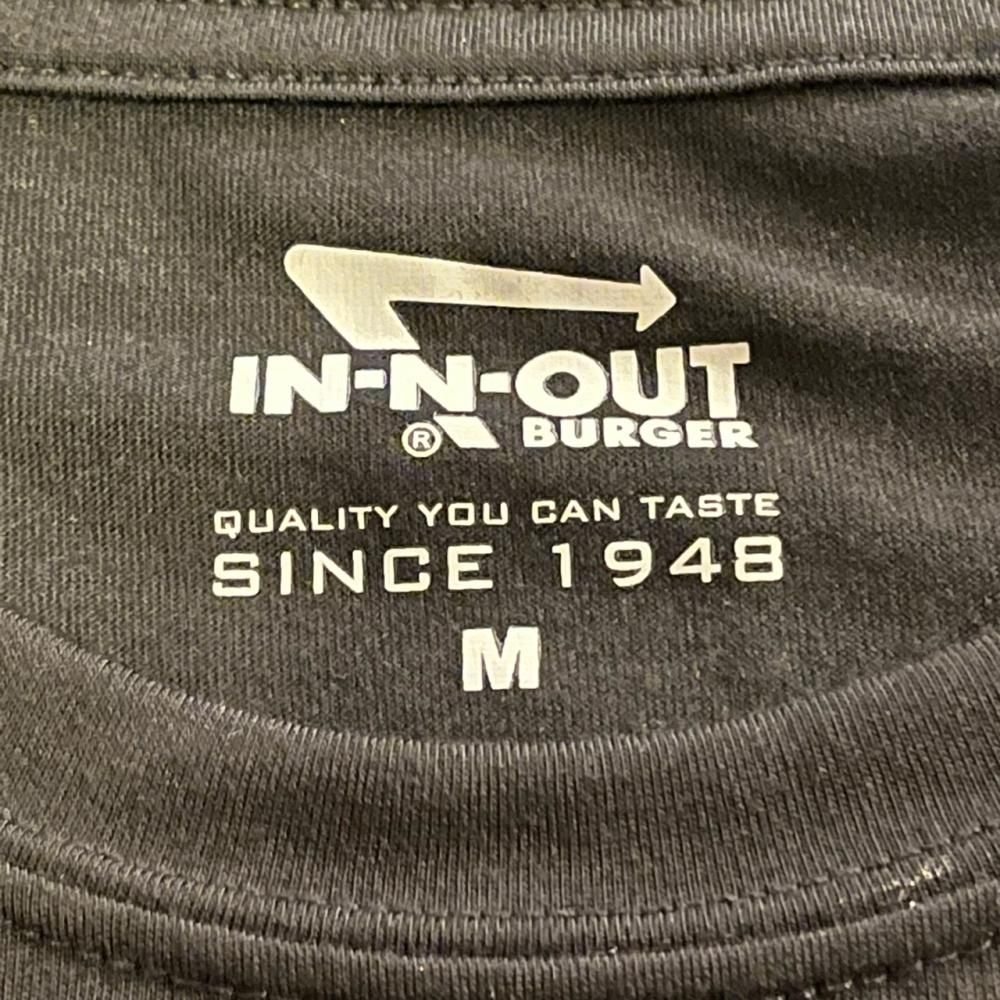 IN-N-OUT
® BURGER
QUALITY YOU CAN TASTE
SINCE 1948
M